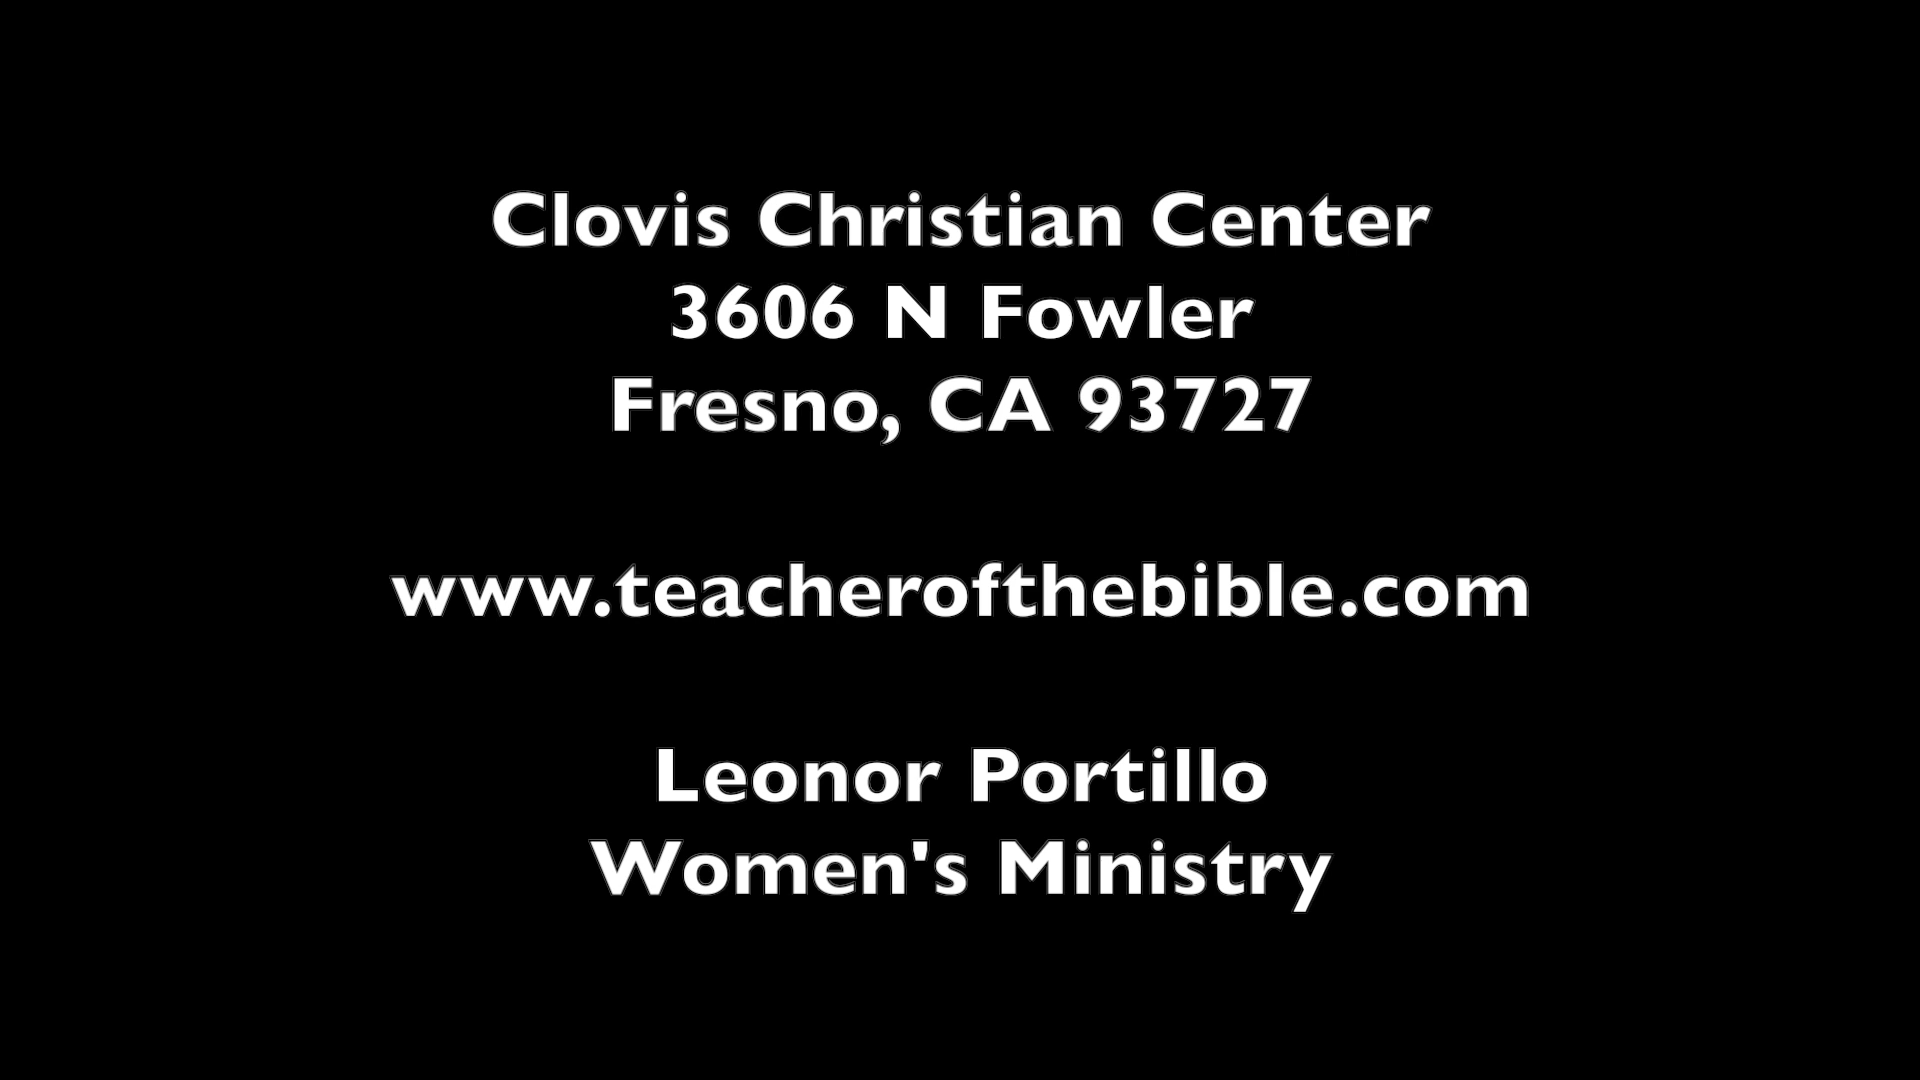 Clovis Christian Center
3606 N Fowler
Fresno, CA 93727
www.teacherofthebible.com
Leonor Portillo
Women's Ministry